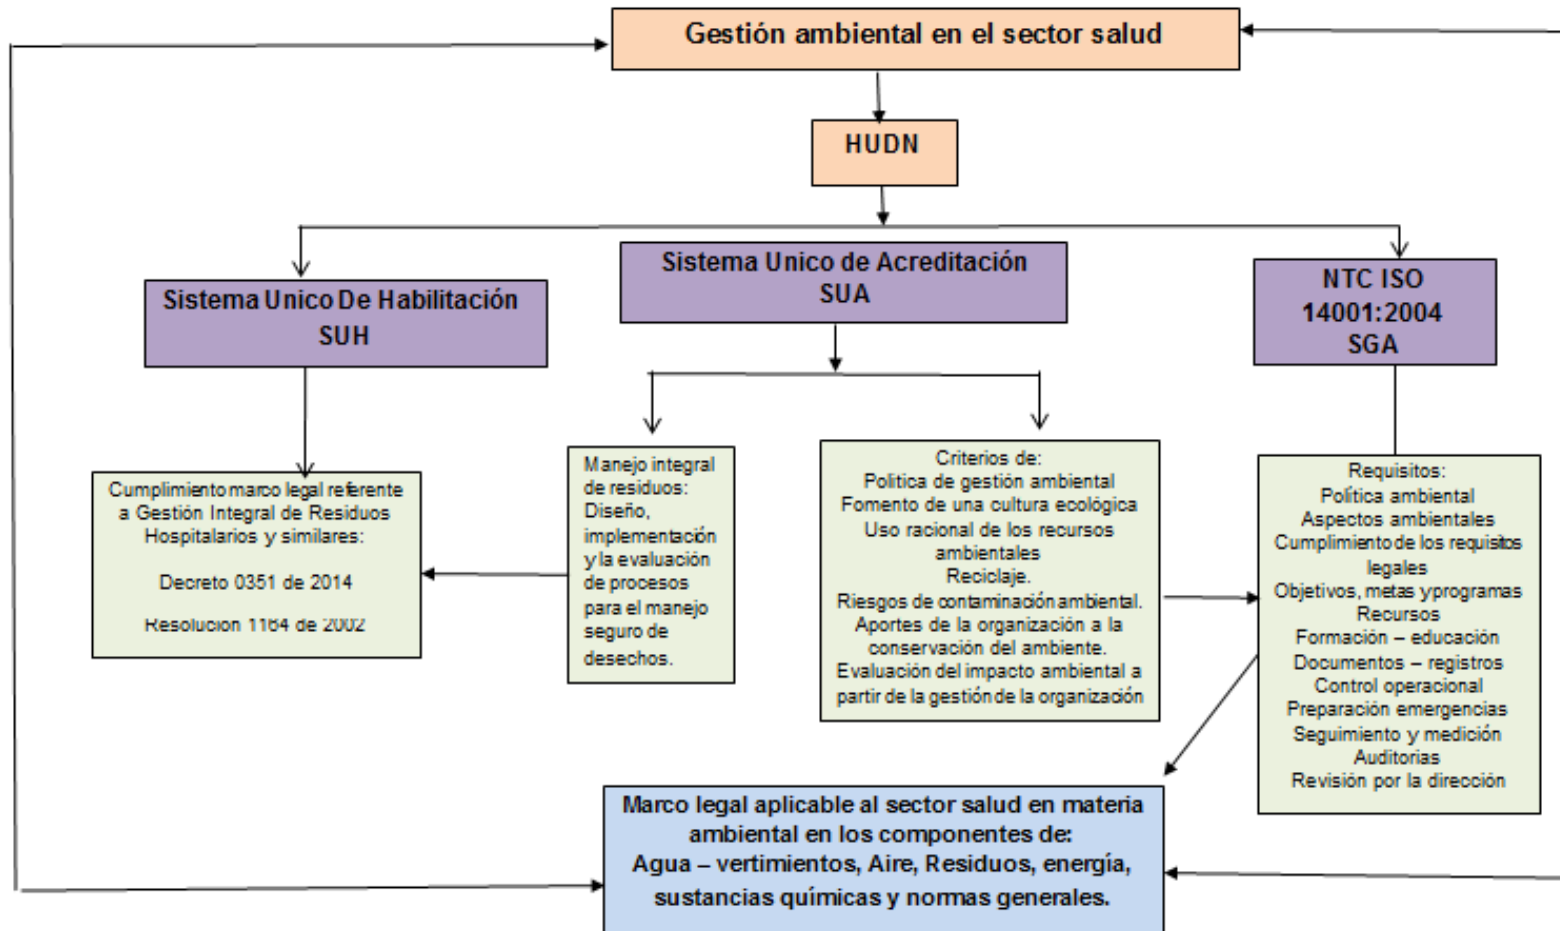 Gestión ambiental en el sector salud
HUDN
Sistema Unico De Habilitación
SUH
Sistema Unico de Acreditación
SUA
NTC ISO
14001:2004
SGA
Cumplimiento marco legal referente
a Gestión Integral de Residuos
Hospitalarios y similares:
Decreto 0351 de 2014
Resolución 1164 de 2002
Manejo integral
de residuos:
Diseño,
implementación
y la evaluación
de procesos
para el manejo
seguro de
desechos.
Criterios de:
Politica de gestión ambiental
Fomento de una cultura ecológica
Uso racional de los recursos
ambientales
Reciclaje.
Riesgos de contaminación ambiental.
Aportes de la organización a la
conservación del ambiente.
Evaluación del impacto ambiental a
partir de la gestión de la organización
Requisitos:
Política ambiental
Aspectos ambientales
Cumplimiento de los requisitos
legales
Objetivos, metas y programas
Recursos
Formación – educación
Documentos – registros
Control operacional
Preparación emergencias
Seguimiento y medición
Auditorias
Revisión por la dirección
Marco legal aplicable al sector salud en materia
ambiental en los componentes de:
Agua – vertimientos, Aire, Residuos, energía,
sustancias químicas y normas generales.